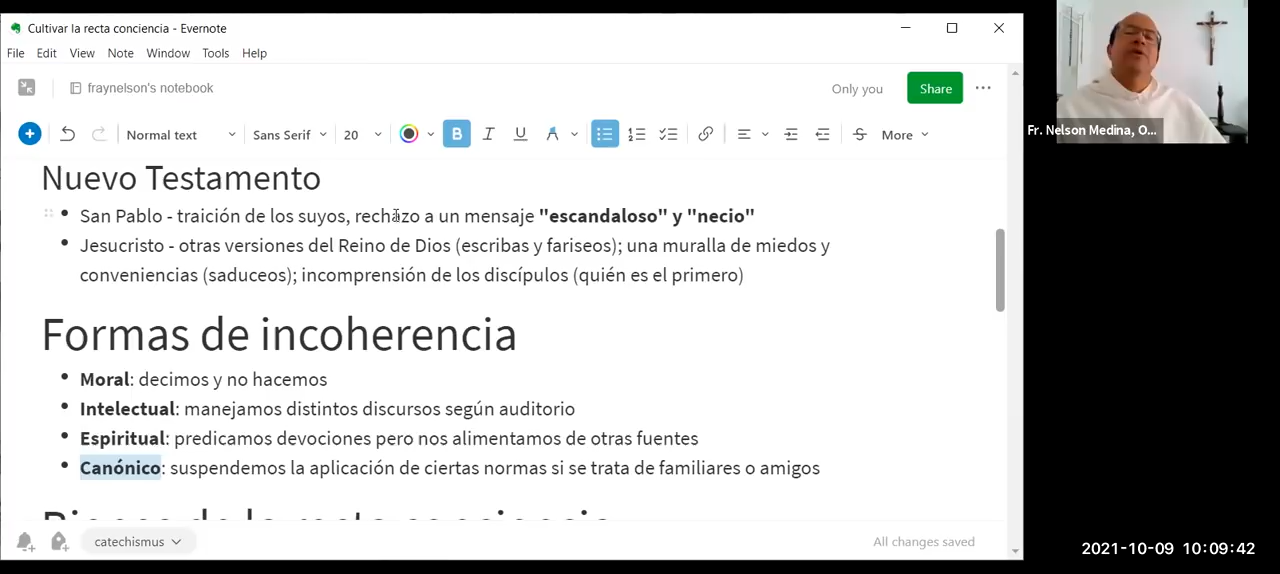 Cultivar la recta conciencia - Evernote
File Edit View Note Window Tools Help
fraynelson's notebook
Only you
Share
Normal text
Sans Serif
20
B
I
U
More
Nuevo Testamento
San Pablo - traición de los suyos, rechazo a un mensaje "escandaloso" y "necio"
Jesucristo - otras versiones del Reino de Dios (escribas y fariseos); una muralla de miedos y
conveniencias (saduceos); incomprensión de los discípulos (quién es el primero)
Formas de incoherencia
Moral: decimos y no hacemos
Intelectual: manejamos distintos discursos según auditorio
Espiritual: predicamos devociones pero nos alimentamos de otras fuentes
Canónico: suspendemos la aplicación de ciertas normas si se trata de familiares o amigos
de la recta conciencia
catechismus
All changes saved
Fr. Nelson Medina, O...
2021-10-09 10:09:42